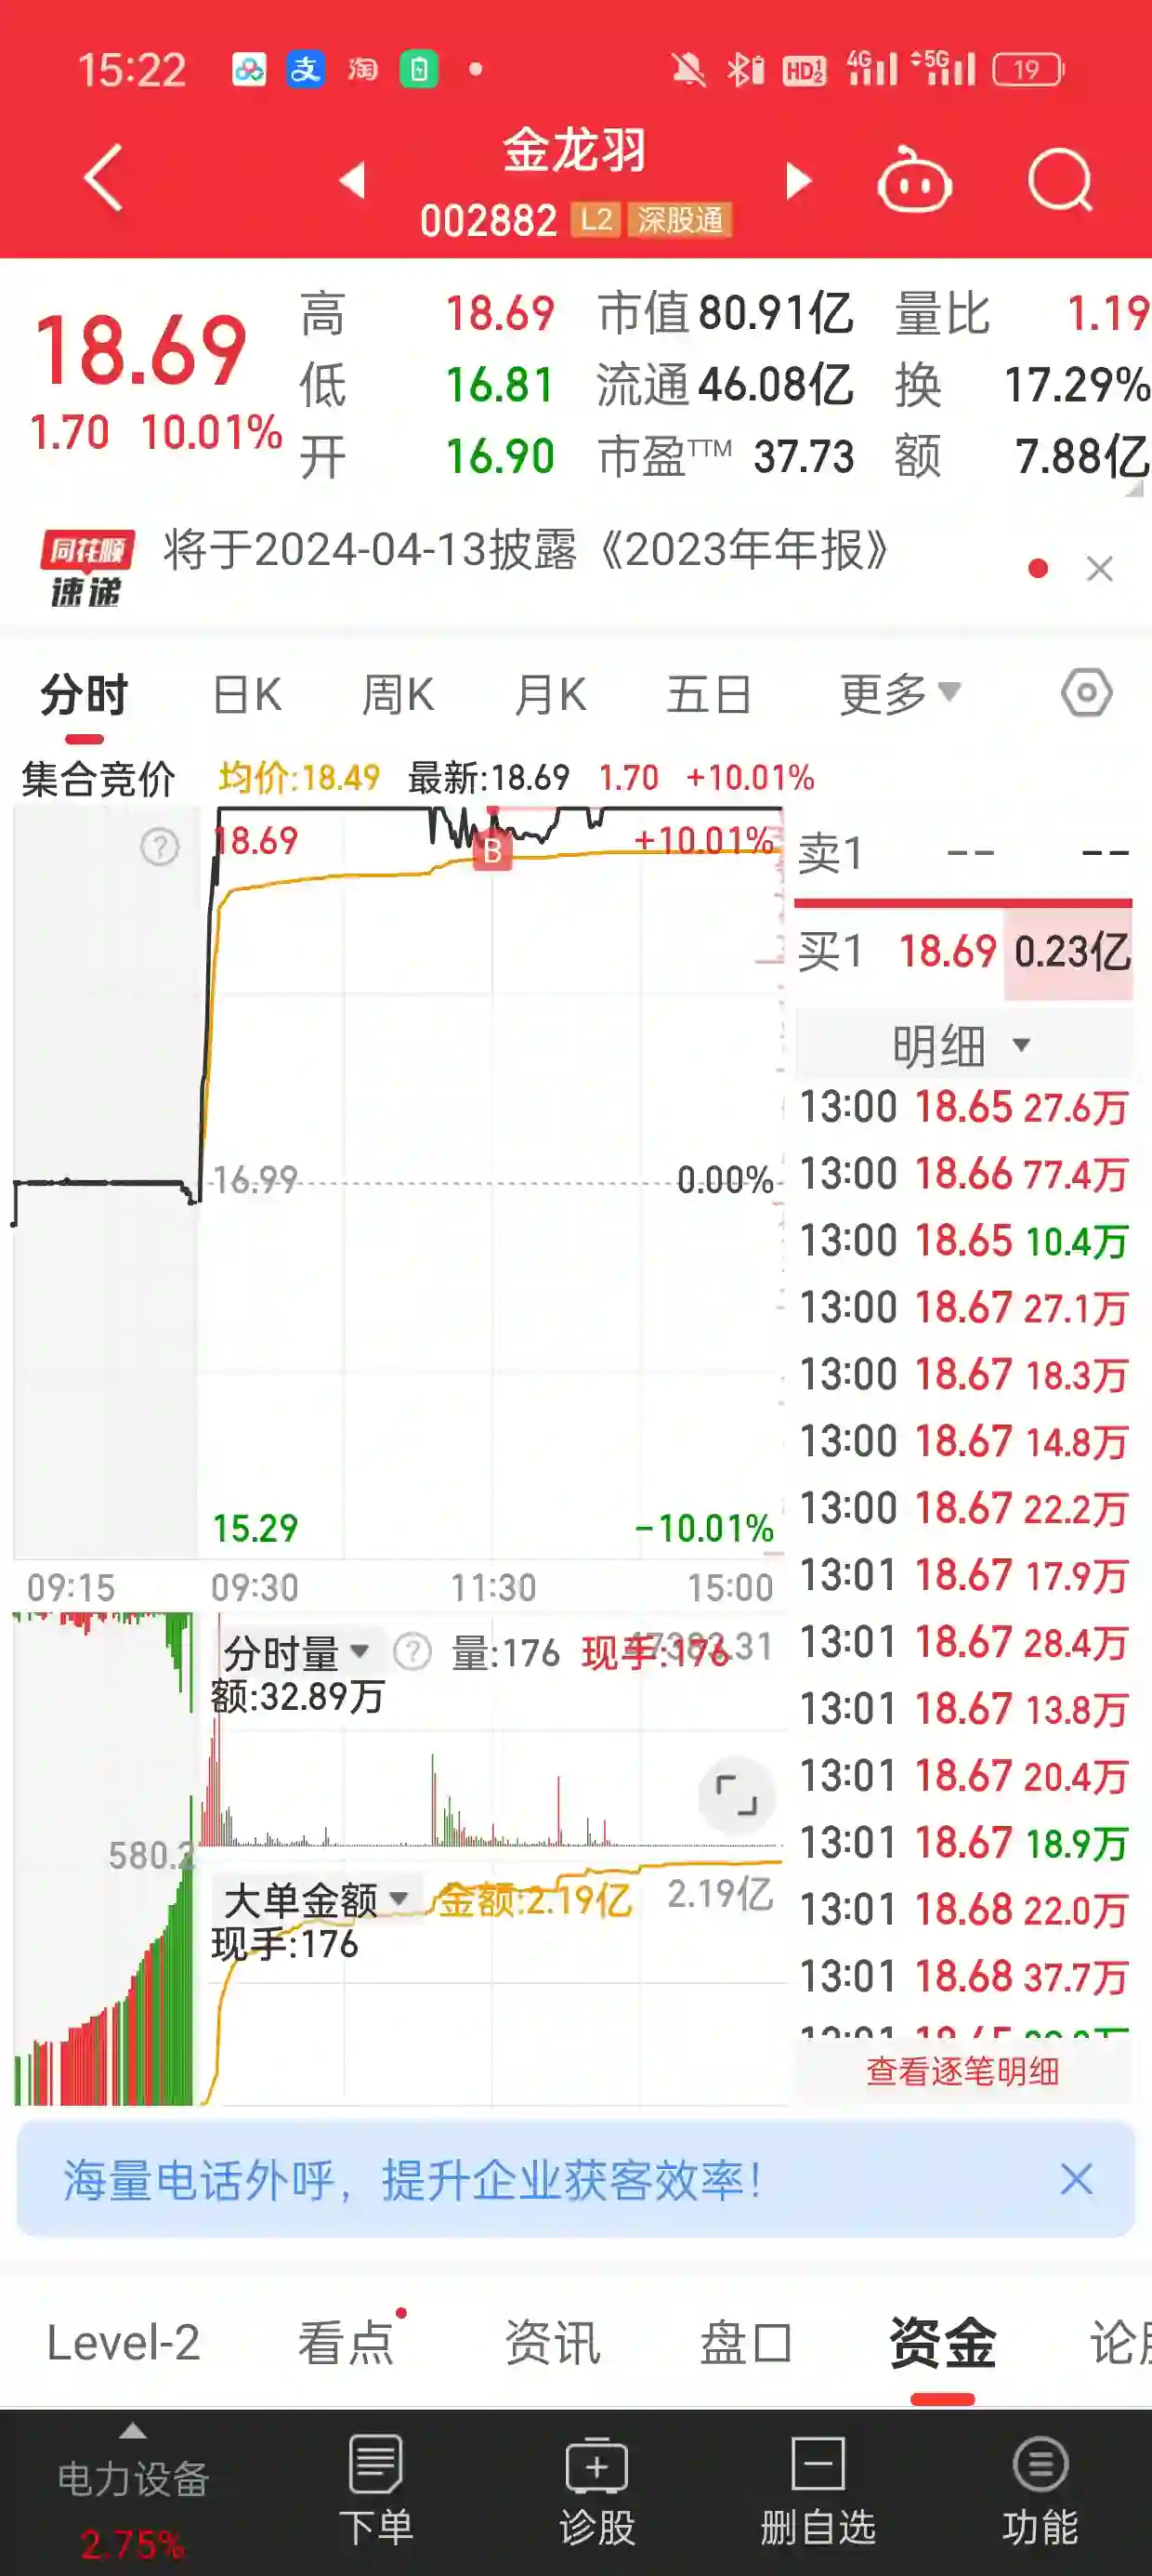 15:22 支 淘 HD 1 2 4G 5G 19
金龙羽
002882 L2 深股通
18.69
1.70 10.01%
高 18.69 市值 80.91亿 量比 1.19
低 16.81 流通 46.08亿 换 17.29%
开 16.90 市盈TTM 37.73 额 7.88亿
同花顺
速递
将于2024-04-13披露《2023年年报》
分时 日K 周K 月K 五日 更多
集合竞价 均价:18.49 最新:18.69 1.70 +10.01%
? 18.69 B +10.01%
16.99 0.00%
15.29 -10.01%
09:15 09:30 11:30 15:00
分时量 ? 量:176 现手:176 47383.31
额:32.89万
580.2
大单金额 金额:2.19亿 2.19亿
现手:176
卖1 -- --
买1 18.69 0.23亿
明细
13:00 18.65 27.6万
13:00 18.66 77.4万
13:00 18.65 10.4万
13:00 18.67 27.1万
13:00 18.67 18.3万
13:00 18.67 14.8万
13:00 18.67 22.2万
13:01 18.67 17.9万
13:01 18.67 28.4万
13:01 18.67 13.8万
13:01 18.67 20.4万
13:01 18.67 18.9万
13:01 18.68 22.0万
13:01 18.68 37.7万
查看逐笔明细
海量电话外呼，提升企业获客效率！
Level-2 看点 资讯 盘口 资金 论股
电力设备
2.75%
下单 诊股 删自选 功能